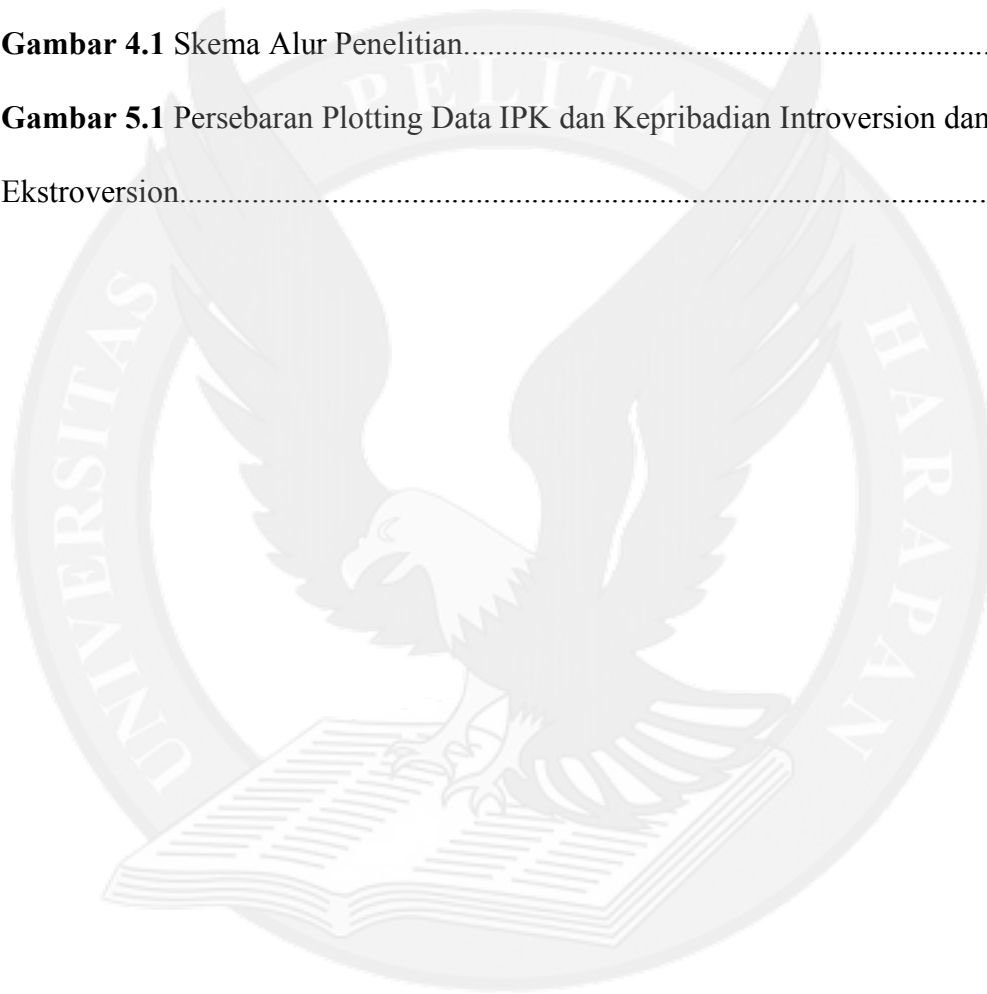 Gambar 4.1 Skema Alur Penelitian........................................................................................
Gambar 5.1 Persebaran Plotting Data IPK dan Kepribadian Introversion dan
Ekstroversion........................................................................................................................
UNIVERSITAS PELITA HARAPAN